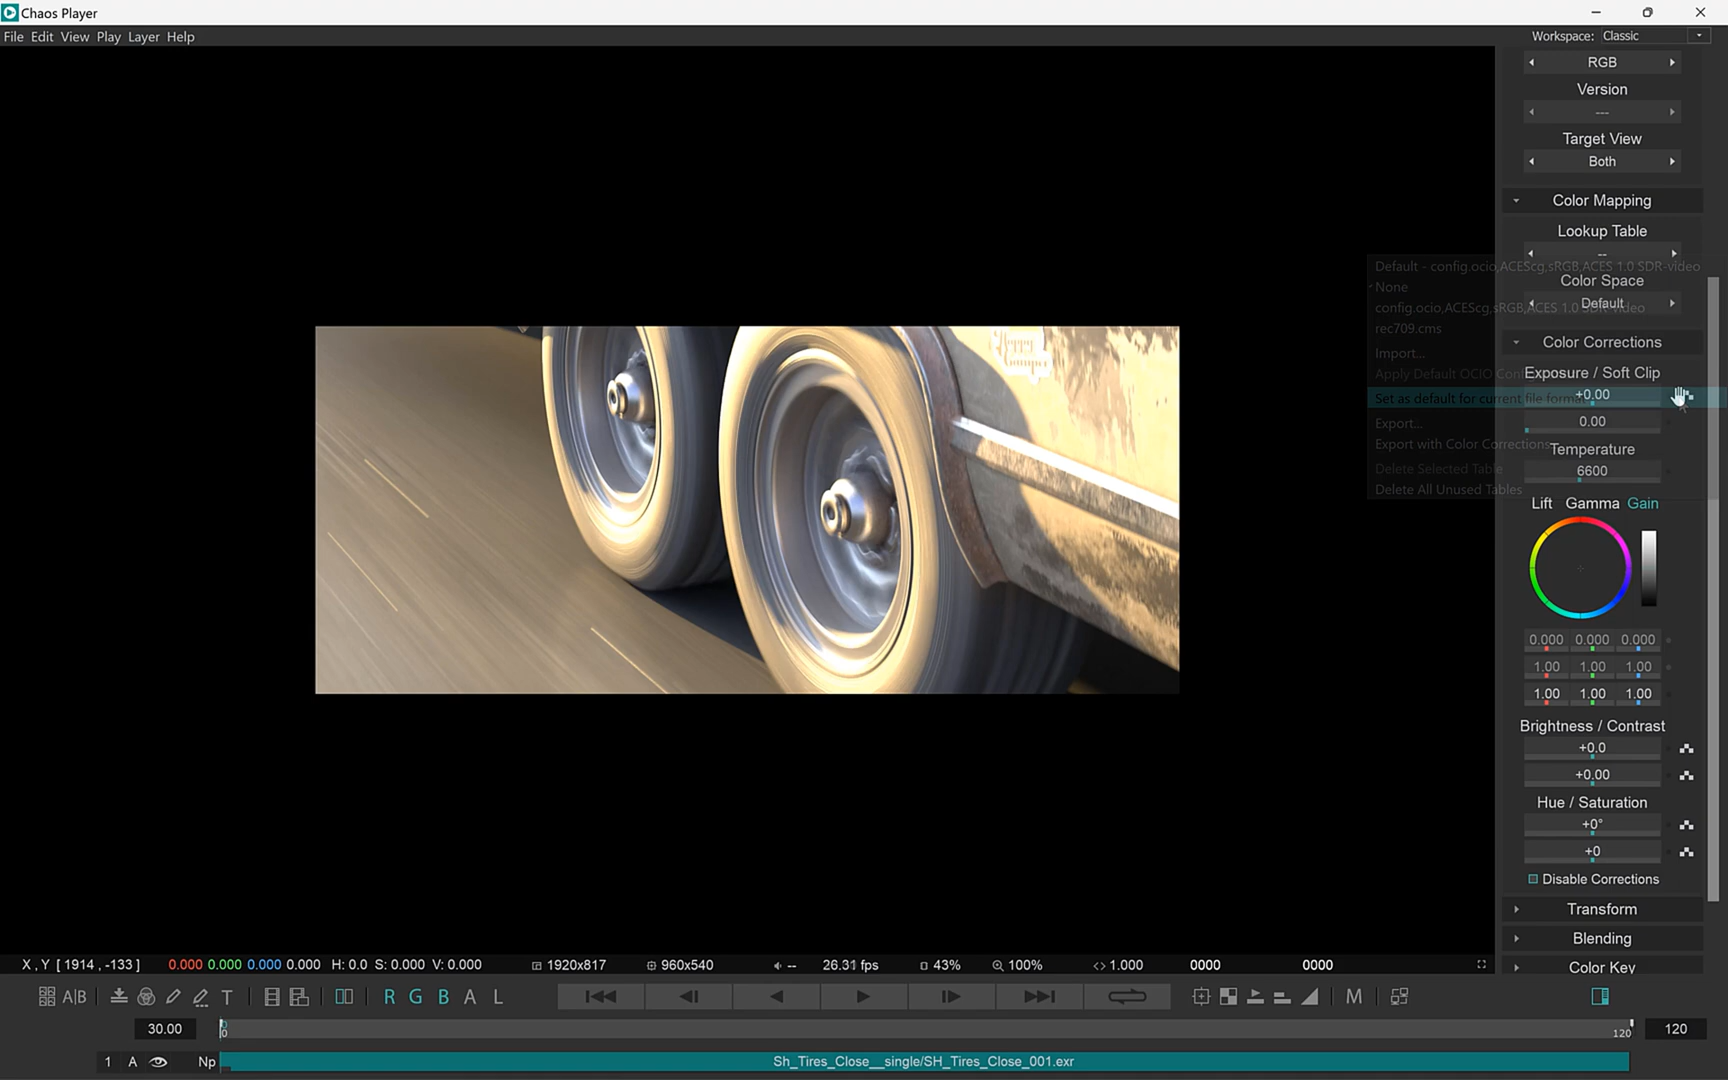 Chaos Player
File Edit View Play Layer Help
Workspace: Classic
RGB
Version
---
Target View
Both
Color Mapping
Lookup Table
--
Default - config.ocio,ACEScg,sRGB,ACES 1.0 SDR-video
Color Space
None
Default
config.ocio,ACEScg,sRGB,ACES 1.0 SDR-video
rec709.cms
Color Corrections
Import...
Exposure / Soft Clip
Apply Default OCIO
+0.00
Set as default for current file format
0.00
Export...
Export with Color Corrections
Temperature
6600
Delete Selected Table
Delete All Unused Tables
Lift Gamma Gain
0.000 0.000 0.000
1.00 1.00 1.00
1.00 1.00 1.00
Brightness / Contrast
+0.0
+0.00
Hue / Saturation
+0°
+0
Disable Corrections
Transform
Blending
Color Key
X , Y [ 1914 , -133 ] 0.000 0.000 0.000 0.000 H: 0.0 S: 0.000 V: 0.000 1920x817 960x540 -- 26.31 fps 43% 100% <> 1.000 0000 0000
A|B T R G B A L M
30.00 0 120 120
1 A Np Sh_Tires_Close__single/SH_Tires_Close_001.exr